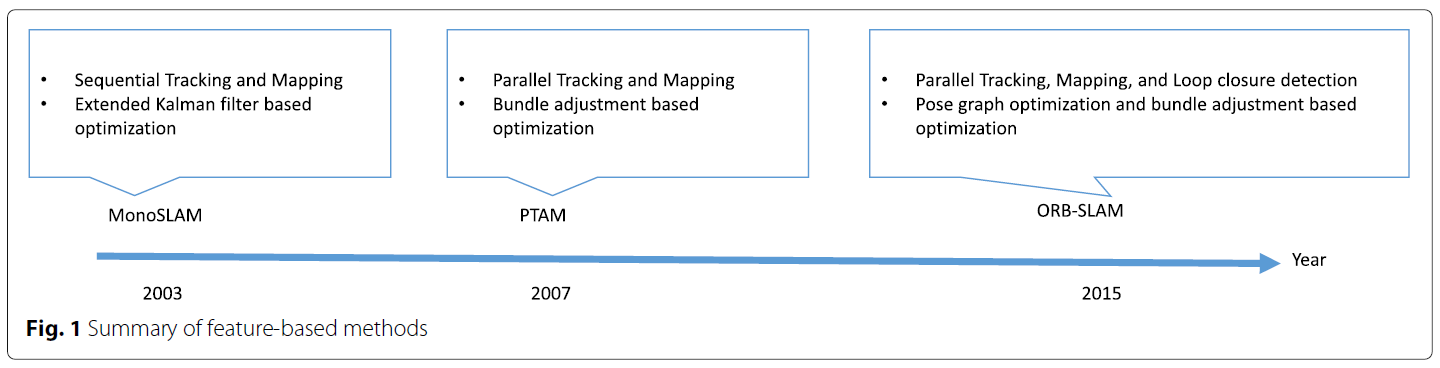 • Sequential Tracking and Mapping
• Extended Kalman filter based
optimization
• Parallel Tracking and Mapping
• Bundle adjustment based
optimization
• Parallel Tracking, Mapping, and Loop closure detection
• Pose graph optimization and bundle adjustment based
optimization
MonoSLAM
PTAM
ORB-SLAM
Year
2003
2007
2015
Fig. 1 Summary of feature-based methods